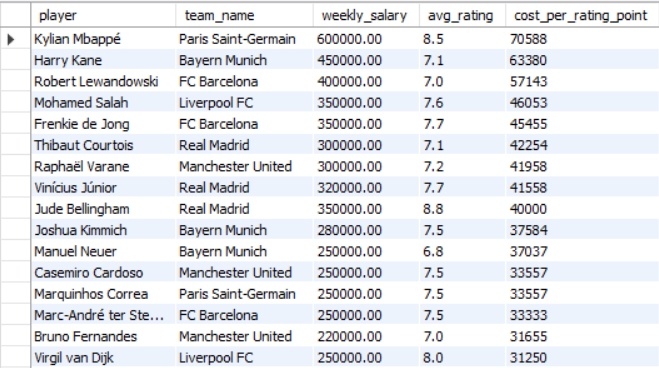 player team_name weekly_salary avg_rating cost_per_rating_point
Kylian Mbappé Paris Saint-Germain 600000.00 8.5 70588
Harry Kane Bayern Munich 450000.00 7.1 63380
Robert Lewandowski FC Barcelona 400000.00 7.0 57143
Mohamed Salah Liverpool FC 350000.00 7.6 46053
Frenkie de Jong FC Barcelona 350000.00 7.7 45455
Thibaut Courtois Real Madrid 300000.00 7.1 42254
Raphaël Varane Manchester United 300000.00 7.2 41958
Vinícius Júnior Real Madrid 320000.00 7.7 41558
Jude Bellingham Real Madrid 350000.00 8.8 40000
Joshua Kimmich Bayern Munich 280000.00 7.5 37584
Manuel Neuer Bayern Munich 250000.00 6.8 37037
Casemiro Cardoso Manchester United 250000.00 7.5 33557
Marquinhos Correa Paris Saint-Germain 250000.00 7.5 33557
Marc-André ter Ste... FC Barcelona 250000.00 7.5 33333
Bruno Fernandes Manchester United 220000.00 7.0 31655
Virgil van Dijk Liverpool FC 250000.00 8.0 31250